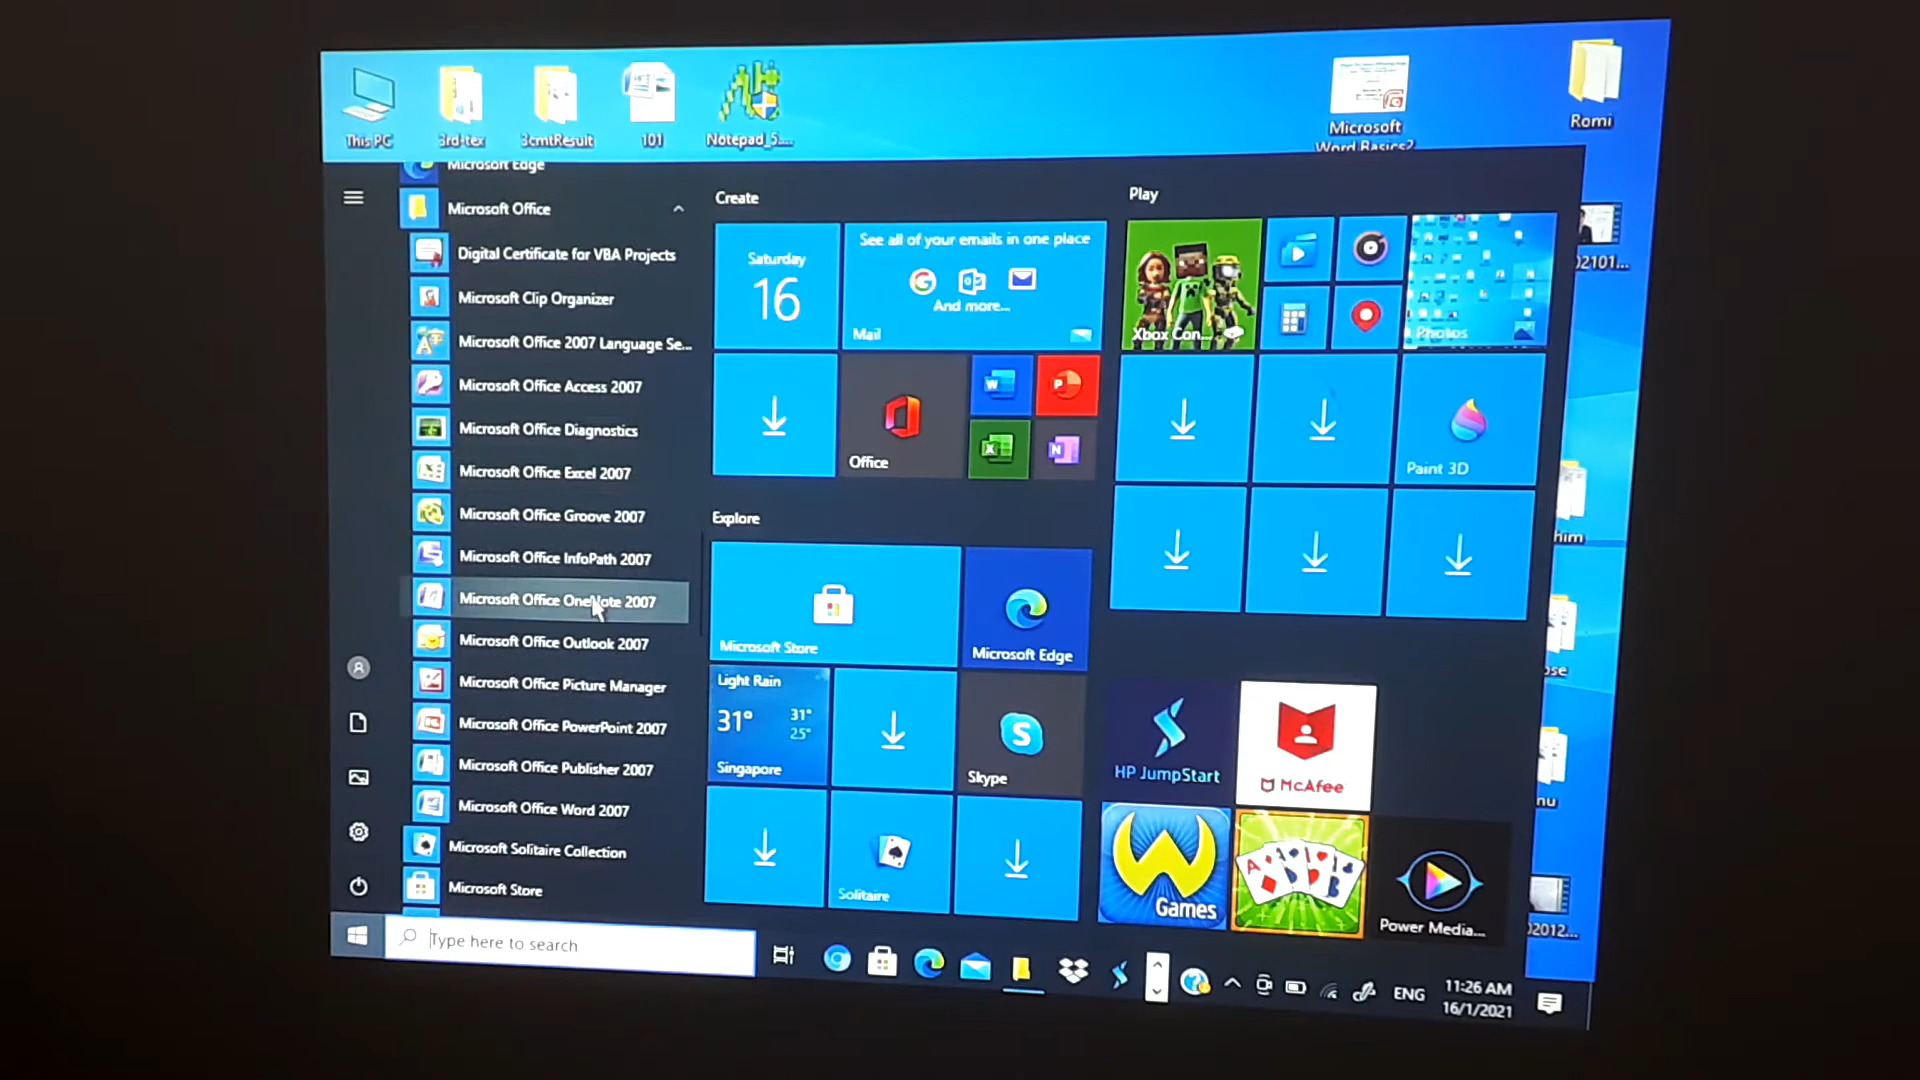 This PC
3rd-tex
3cmtResult
101
Notepad_5....
Microsoft
Word Basics2
Romi
02101...
him
ose
nu
02012...
Microsoft Edge
Microsoft Office
Digital Certificate for VBA Projects
Microsoft Clip Organizer
Microsoft Office 2007 Language Se...
Microsoft Office Access 2007
Microsoft Office Diagnostics
Microsoft Office Excel 2007
Microsoft Office Groove 2007
Microsoft Office InfoPath 2007
Microsoft Office OneNote 2007
Microsoft Office Outlook 2007
Microsoft Office Picture Manager
Microsoft Office PowerPoint 2007
Microsoft Office Publisher 2007
Microsoft Office Word 2007
Microsoft Solitaire Collection
Microsoft Store
Create
Saturday
16
See all of your emails in one place
And more...
Mail
Office
Explore
Microsoft Store
Microsoft Edge
Light Rain
31°
31°
25°
Singapore
Skype
Solitaire
Play
Xbox Con...
Photos
Paint 3D
HP JumpStart
McAfee
Games
Power Media...
Type here to search
ENG
11:26 AM
16/1/2021